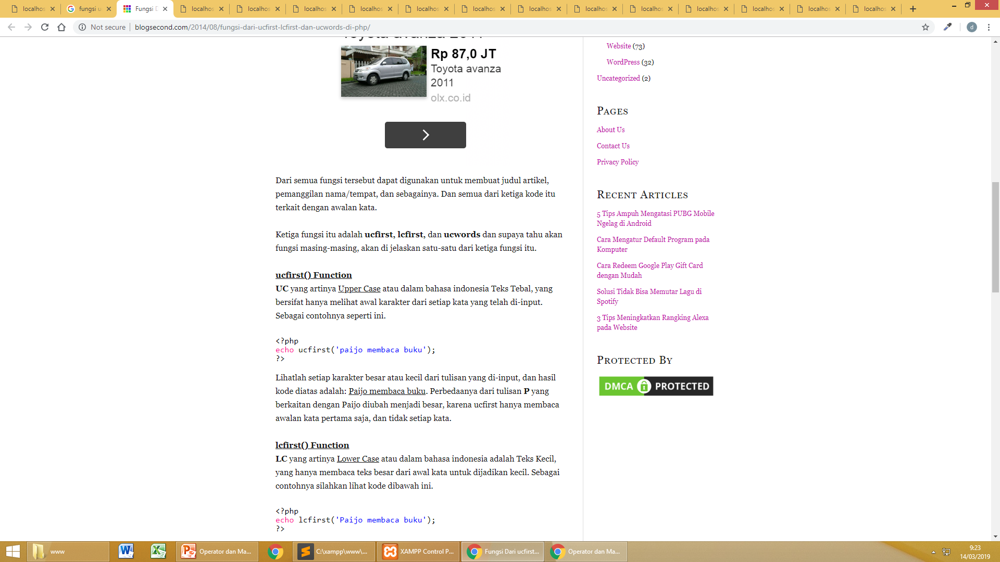 localhos
fungsi u
Fungsi D
localhos
localhos
localhos
localhos
localhos
localhos
localhos
localhos
localhos
localhos
localhos
localhos
localhos
Not secure
blogsecond.com/2014/08/fungsi-dari-ucfirst-lcfirst-dan-ucwords-di-php/
d
Rp 87,0 JT
Toyota avanza
2011
olx.co.id
Dari semua fungsi tersebut dapat digunakan untuk membuat judul artikel,
pemanggilan nama/tempat, dan sebagainya. Dan semua dari ketiga kode itu
terkait dengan awalan kata.
Ketiga fungsi itu adalah ucfirst, lcfirst, dan ucwords dan supaya tahu akan
fungsi masing-masing, akan di jelaskan satu-satu dari ketiga fungsi itu.
ucfirst() Function
UC yang artinya Upper Case atau dalam bahasa indonesia Teks Tebal, yang
bersifat hanya melihat awal karakter dari setiap kata yang telah di-input.
Sebagai contohnya seperti ini.
<?php
echo ucfirst('paijo membaca buku');
?>
Lihatlah setiap karakter besar atau kecil dari tulisan yang di-input, dan hasil
kode diatas adalah: Paijo membaca buku. Perbedaanya dari tulisan P yang
berkaitan dengan Paijo diubah menjadi besar, karena ucfirst hanya membaca
awalan kata pertama saja, dan tidak setiap kata.
lcfirst() Function
LC yang artinya Lower Case atau dalam bahasa indonesia adalah Teks Kecil,
yang hanya membaca teks besar dari awal kata untuk dijadikan kecil. Sebagai
contohnya silahkan lihat kode dibawah ini.
<?php
echo lcfirst('Paijo membaca buku');
?>
Website (73)
WordPress (32)
Uncategorized (2)
Pages
About Us
Contact Us
Privacy Policy
Recent Articles
5 Tips Ampuh Mengatasi PUBG Mobile
Ngelag di Android
Cara Mengatur Default Program pada
Komputer
Cara Redeem Google Play Gift Card
dengan Mudah
Solusi Tidak Bisa Memutar Lagu di
Spotify
3 Tips Meningkatkan Rangking Alexa
pada Website
Protected By
DMCA PROTECTED
www
Operator dan Ma...
C:\xampp\www\...
XAMPP Control P...
Fungsi Dari ucfirst...
Operator dan Ma...
9:23
14/03/2019